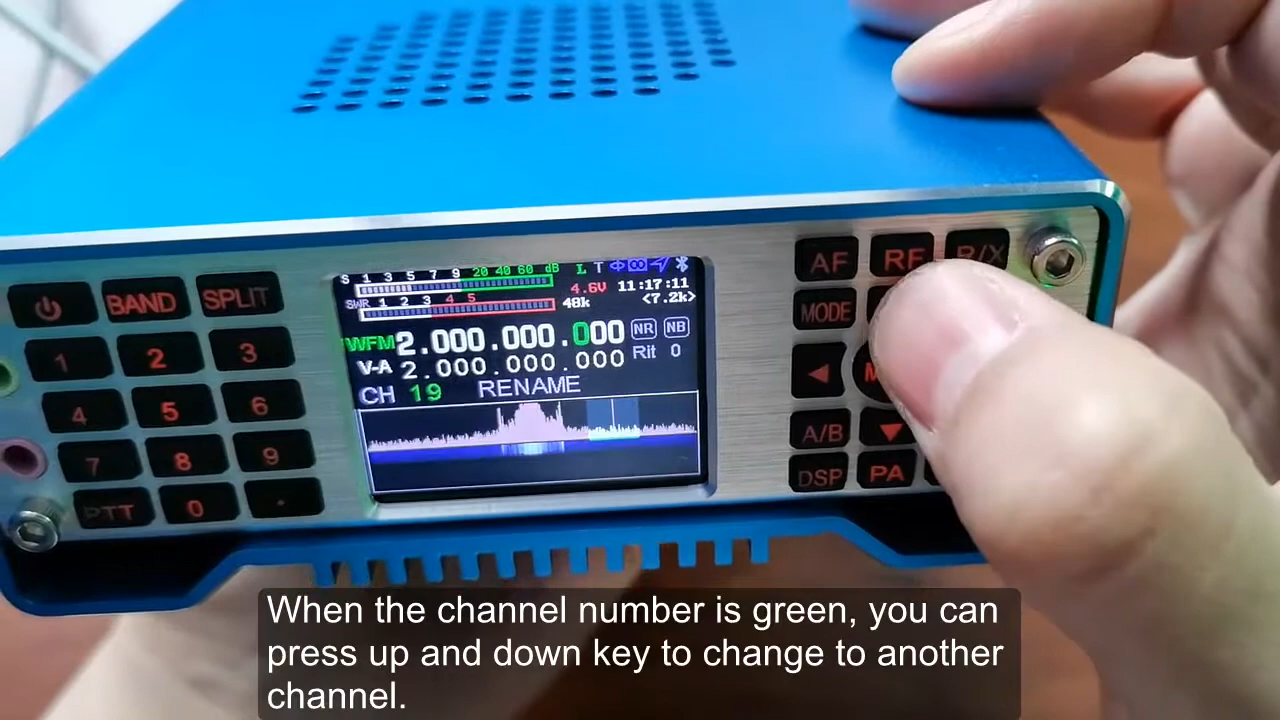 S 1 3 5 7 9 20 40 60 dB L T
SWR 1 2 3 4 5 48k 4.6V 11:17:11
<7.2k>
WFM 2.000.000.000 NR NB
V-A 2.000.000.000 Rit 0
CH 19 RENAME
BAND SPLIT
1 2 3
4 5 6
7 8 9
PTT 0 .
AF RF R/X
MODE
M
A/B
DSP PA
When the channel number is green, you can
press up and down key to change to another
channel.